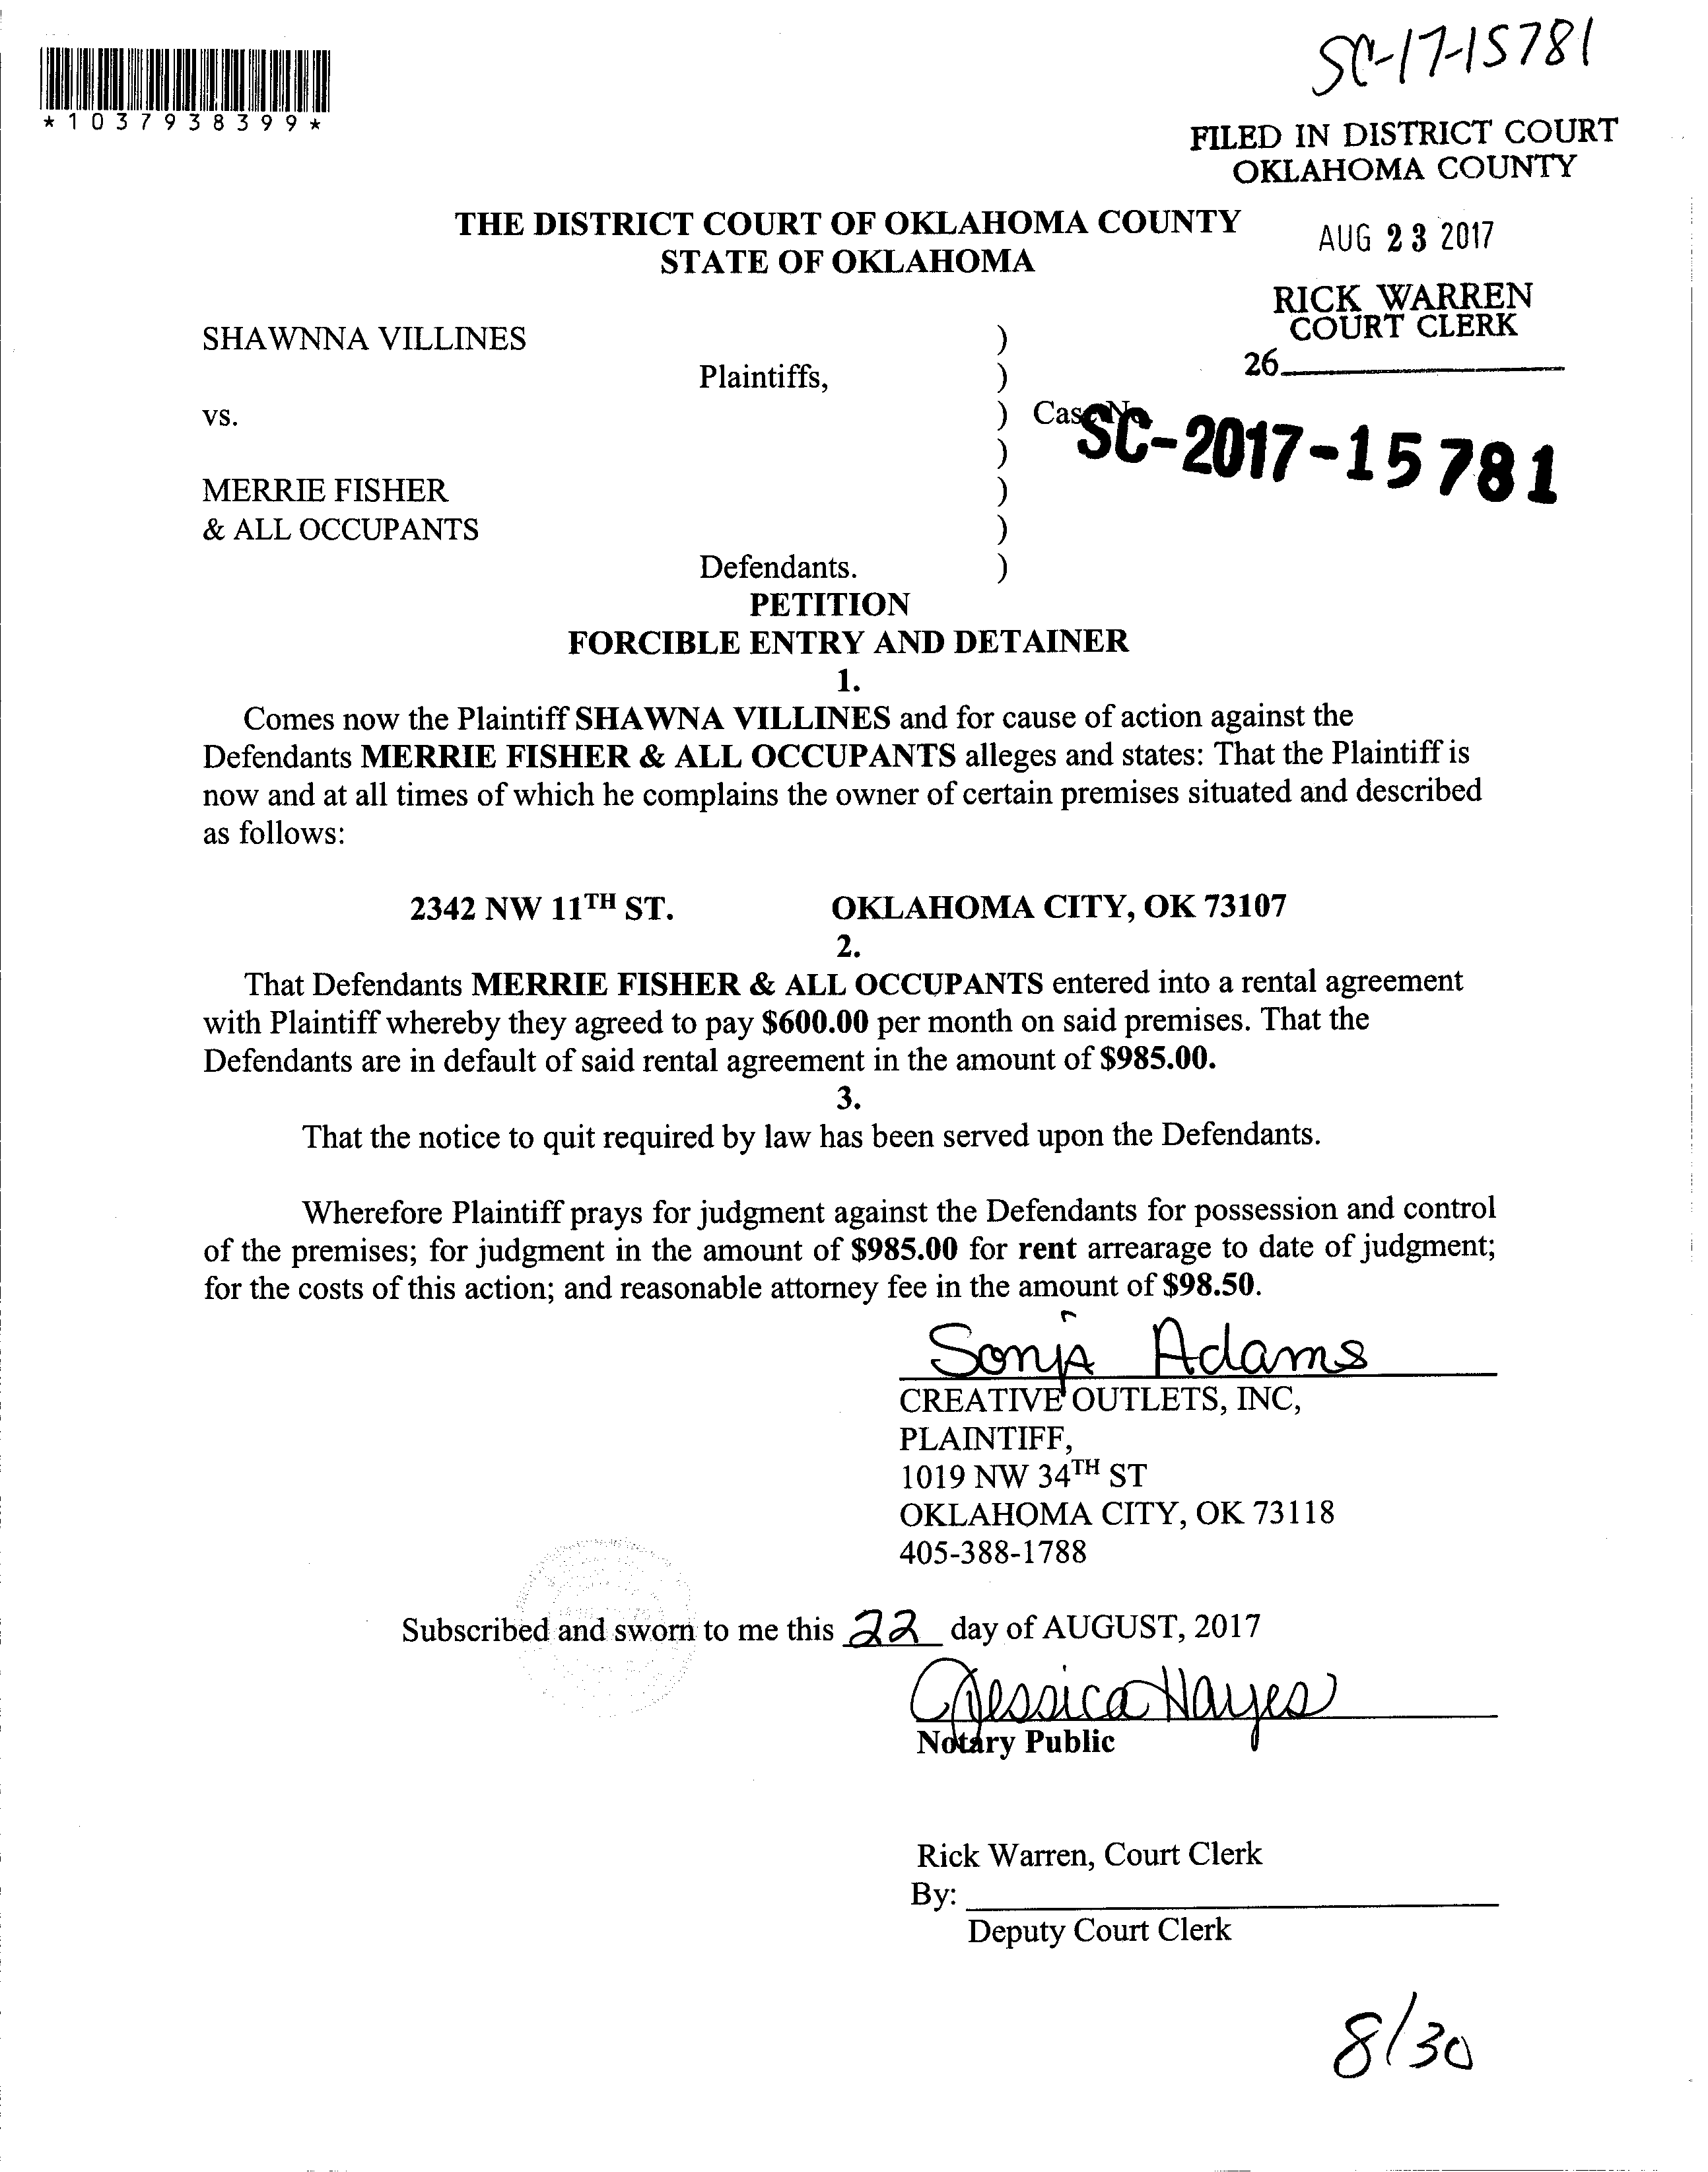 SC-17-15781
*1037938399*
FILED IN DISTRICT COURT
OKLAHOMA COUNTY
THE DISTRICT COURT OF OKLAHOMA COUNTY
STATE OF OKLAHOMA
AUG 23 2017
RICK WARREN
COURT CLERK
26
SHAWNNA VILLINES )
Plaintiffs, )
vs. ) Case No.
SC-2017-15781
)
MERRIE FISHER )
& ALL OCCUPANTS )
Defendants. )
PETITION
FORCIBLE ENTRY AND DETAINER
1.
Comes now the Plaintiff SHAWNA VILLINES and for cause of action against the
Defendants MERRIE FISHER & ALL OCCUPANTS alleges and states: That the Plaintiff is
now and at all times of which he complains the owner of certain premises situated and described
as follows:
2342 NW 11TH ST. OKLAHOMA CITY, OK 73107
2.
That Defendants MERRIE FISHER & ALL OCCUPANTS entered into a rental agreement
with Plaintiff whereby they agreed to pay $600.00 per month on said premises. That the
Defendants are in default of said rental agreement in the amount of $985.00.
3.
That the notice to quit required by law has been served upon the Defendants.
Wherefore Plaintiff prays for judgment against the Defendants for possession and control
of the premises; for judgment in the amount of $985.00 for rent arrearage to date of judgment;
for the costs of this action; and reasonable attorney fee in the amount of $98.50.
Sonja Adams
CREATIVE OUTLETS, INC,
PLAINTIFF,
1019 NW 34TH ST
OKLAHOMA CITY, OK 73118
405-388-1788
Subscribed and sworn to me this 22 day of AUGUST, 2017
Jessica Hayes
Notary Public
Rick Warren, Court Clerk
By:
Deputy Court Clerk
8/30